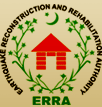 EARTHQUAKE RECONSTRUCTION AND REHABILITATION AUTHORITY
ERRA